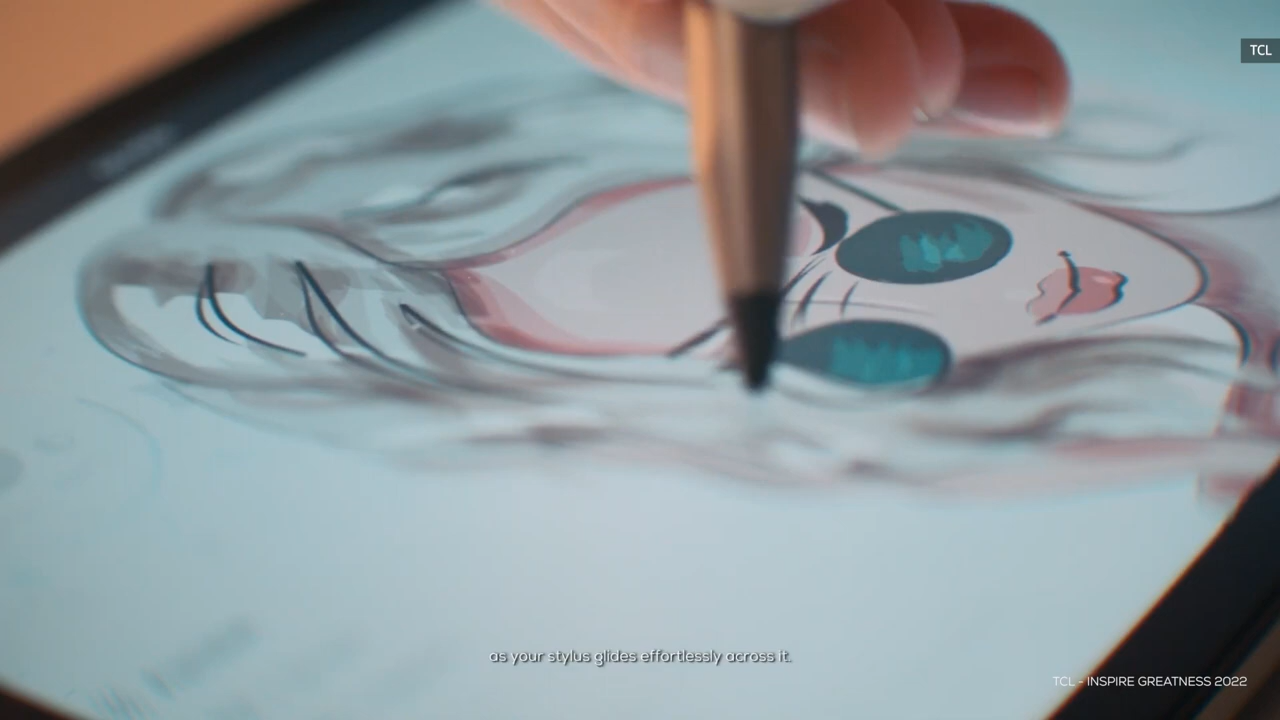 TCL
as your stylus glides effortlessly across it.
TCL - INSPIRE GREATNESS 2022